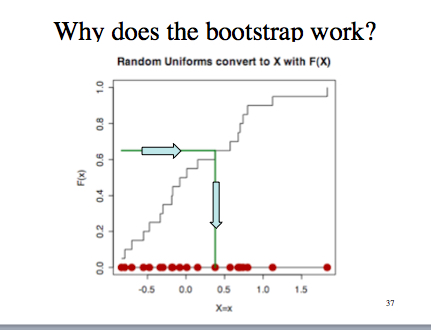 Why does the bootstrap work?
Random Uniforms convert to X with F(X)
F(x)
1.0
0.8
0.6
0.4
0.2
0.0
-0.5 0.0 0.5 1.0 1.5
X=x
37